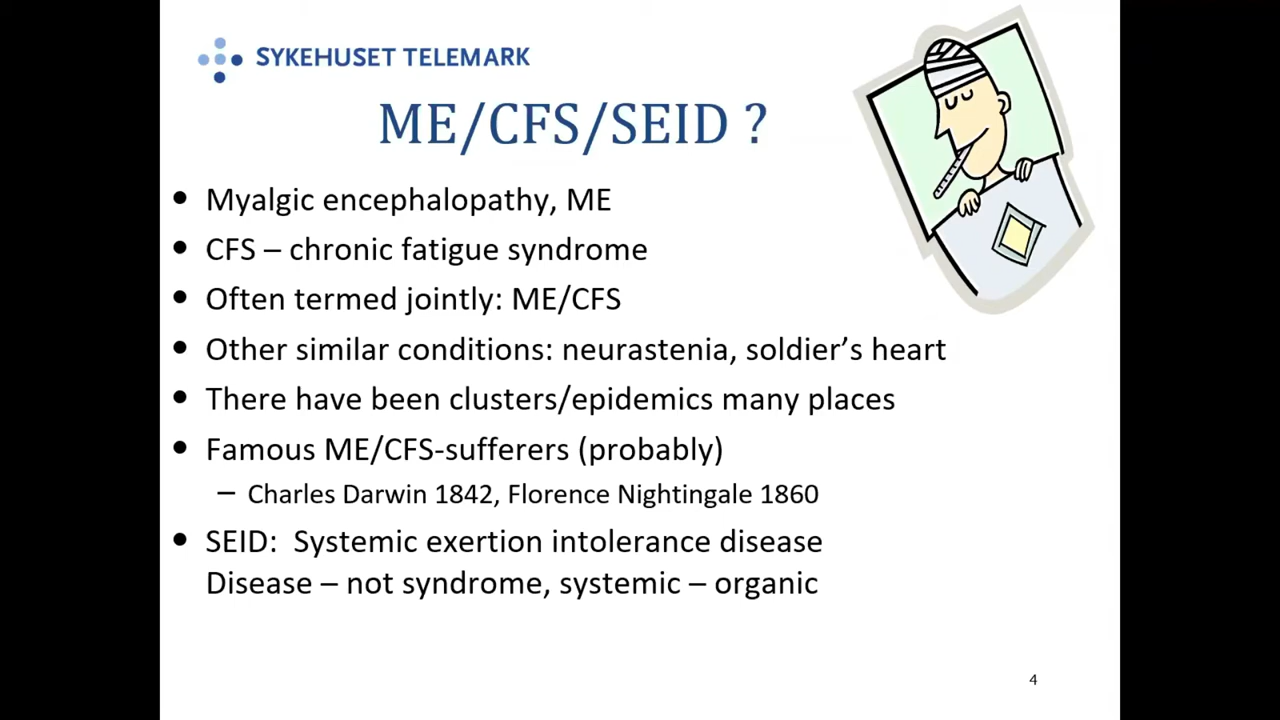 SYKEHUSET TELEMARK
ME/CFS/SEID ?
• Myalgic encephalopathy, ME
• CFS – chronic fatigue syndrome
• Often termed jointly: ME/CFS
• Other similar conditions: neurastenia, soldier’s heart
• There have been clusters/epidemics many places
• Famous ME/CFS-sufferers (probably)
– Charles Darwin 1842, Florence Nightingale 1860
• SEID:  Systemic exertion intolerance disease
Disease – not syndrome, systemic – organic
4